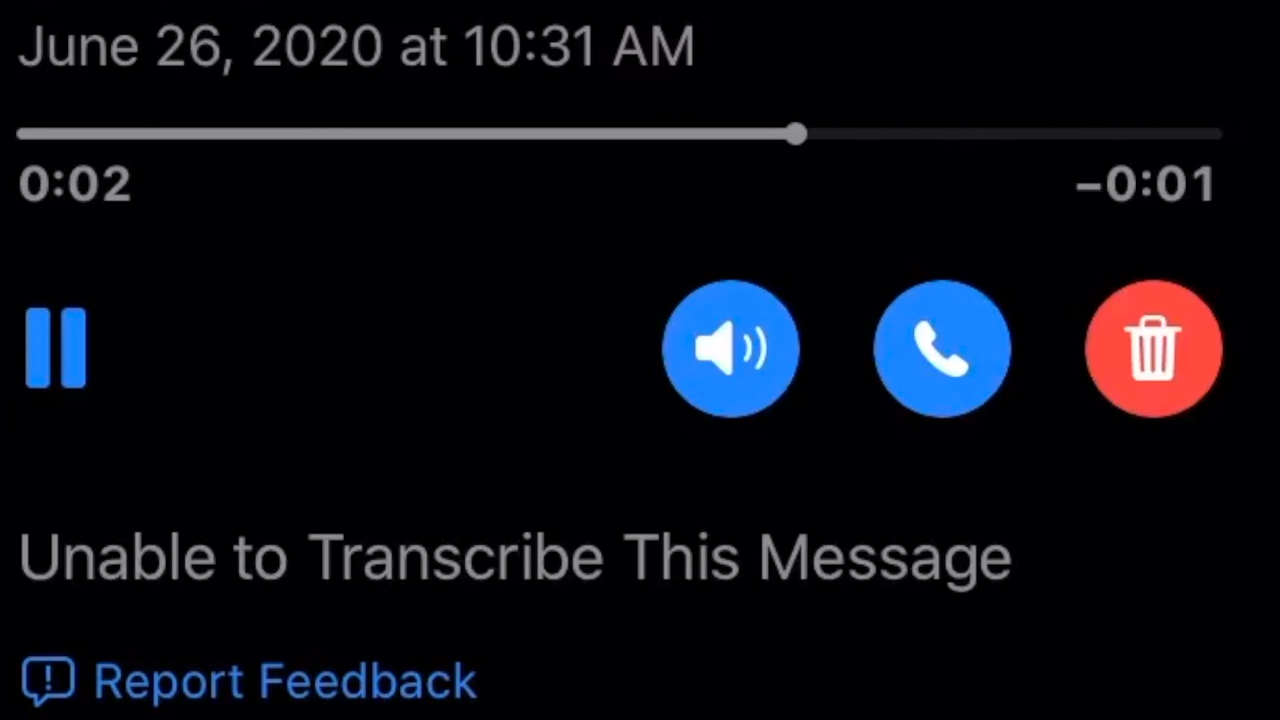 June 26, 2020 at 10:31 AM
0:02 –0:01
Unable to Transcribe This Message
Report Feedback